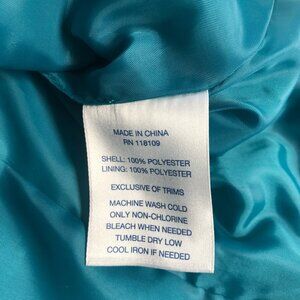 MADE IN CHINA
RN 118109
SHELL: 100% POLYESTER
LINING: 100% POLYESTER
EXCLUSIVE OF TRIMS
MACHINE WASH COLD
ONLY NON-CHLORINE
BLEACH WHEN NEEDED
TUMBLE DRY LOW
COOL IRON IF NEEDED